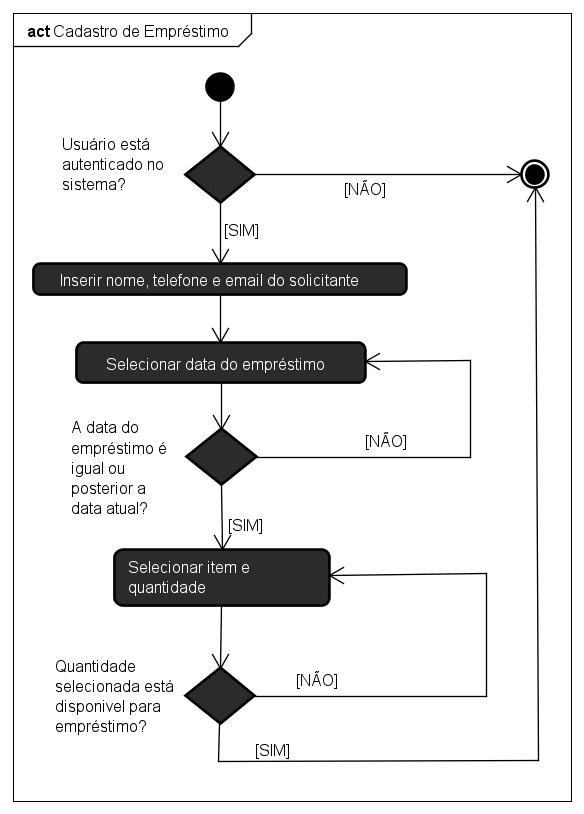 act Cadastro de Empréstimo
Usuário está
autenticado no
sistema?
[NÃO]
[SIM]
Inserir nome, telefone e email do solicitante
Selecionar data do empréstimo
A data do
empréstimo é
igual ou
posterior a
data atual?
[NÃO]
[SIM]
Selecionar item e
quantidade
Quantidade
selecionada está
disponivel para
empréstimo?
[NÃO]
[SIM]